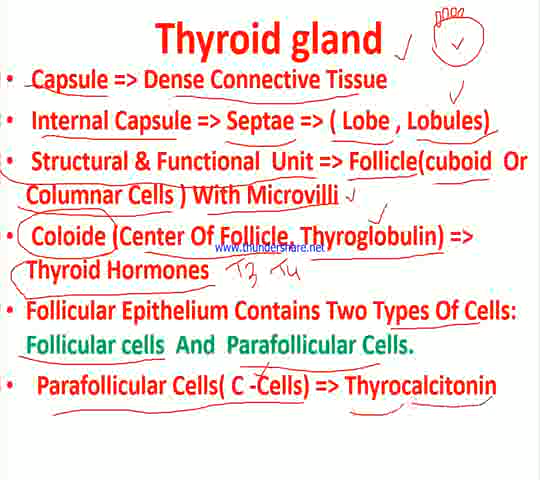 Thyroid gland
• Capsule => Dense Connective Tissue
• Internal Capsule => Septae => ( Lobe , Lobules)
• Structural & Functional Unit => Follicle(cuboid Or
Columnar Cells ) With Microvilli
• Coloide (Center Of Follicle, Thyroglobulin) =>
www.thundershare.net
Thyroid Hormones T3 T4
• Follicular Epithelium Contains Two Types Of Cells:
Follicular cells And Parafollicular Cells.
• Parafollicular Cells( C -Cells) => Thyrocalcitonin